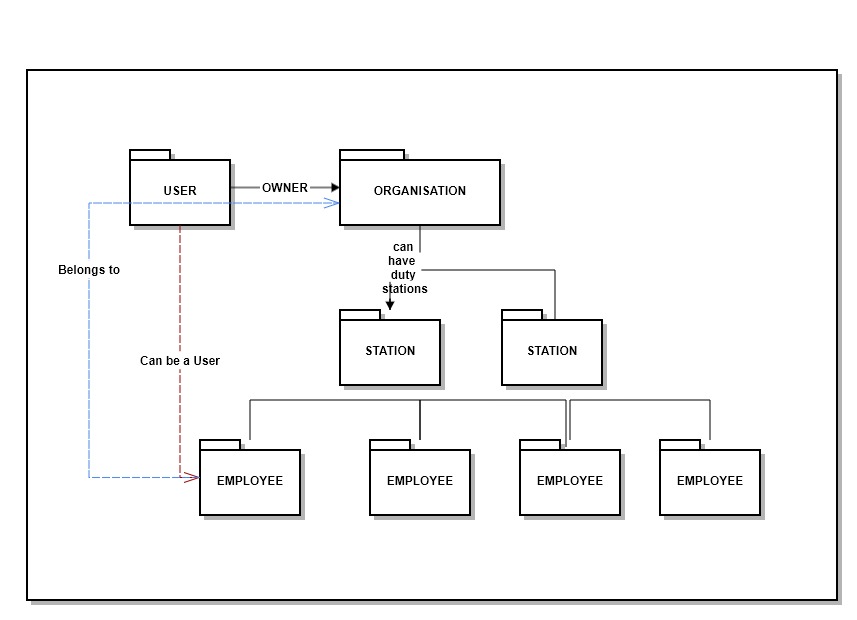 USER
OWNER
ORGANISATION
can
have
duty
stations
Belongs to
STATION
STATION
Can be a User
EMPLOYEE
EMPLOYEE
EMPLOYEE
EMPLOYEE